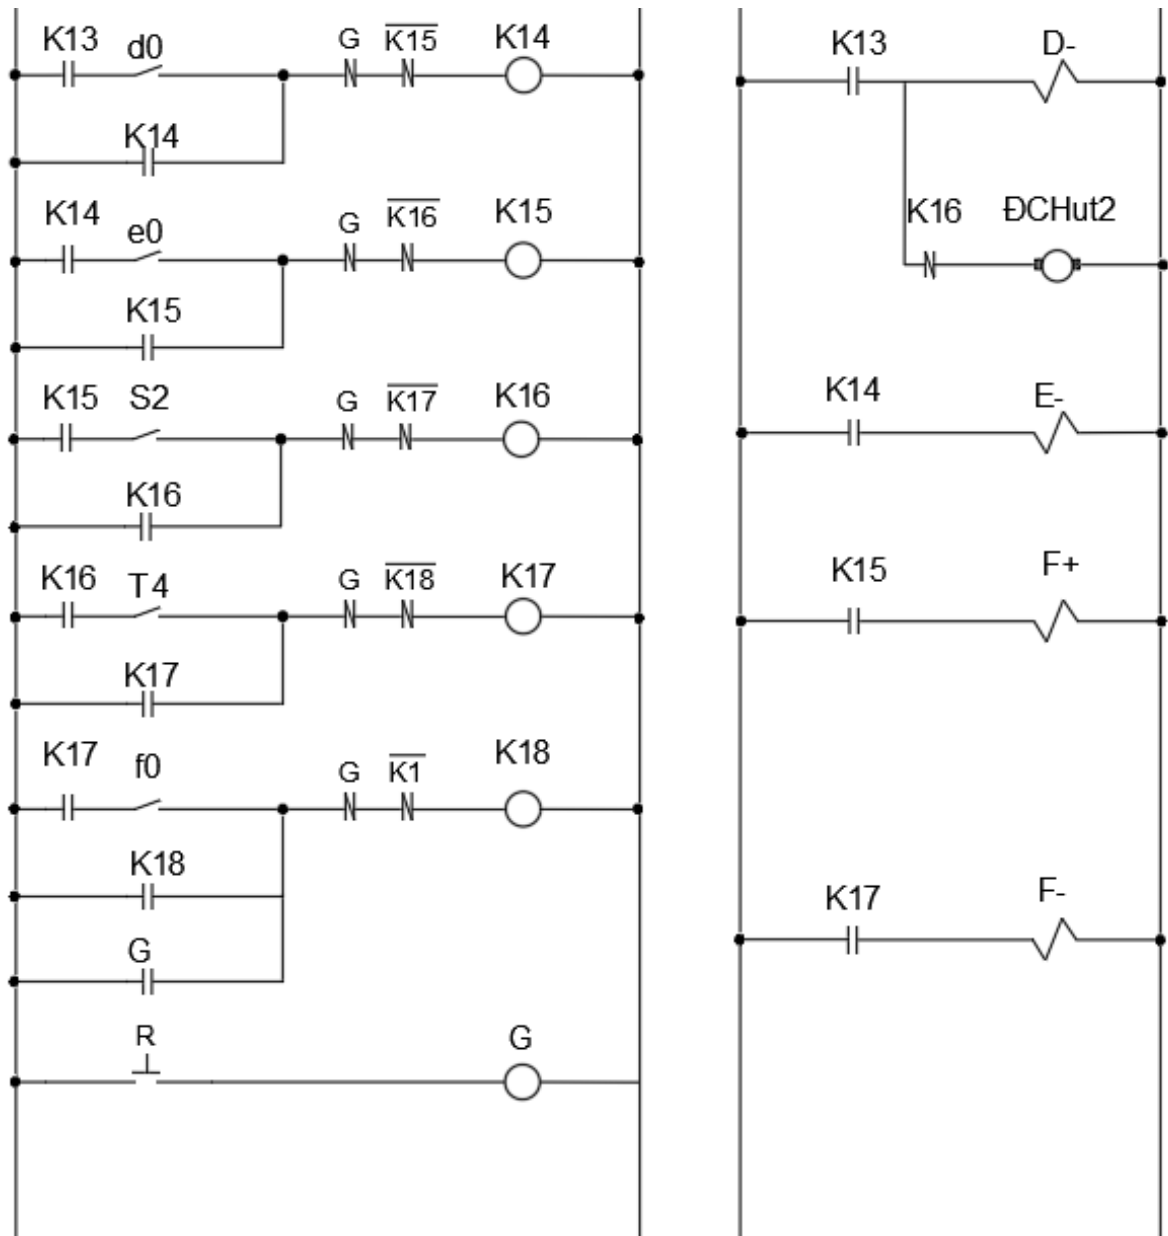 K13 d0 G K15 K14
K14
K14 e0 G K16 K15
K15
K15 S2 G K17 K16
K16
K16 T4 G K18 K17
K17
K17 f0 G K1 K18
K18
G
R G
K13 D-
K16 ĐCHut2
K14 E-
K15 F+
K17 F-